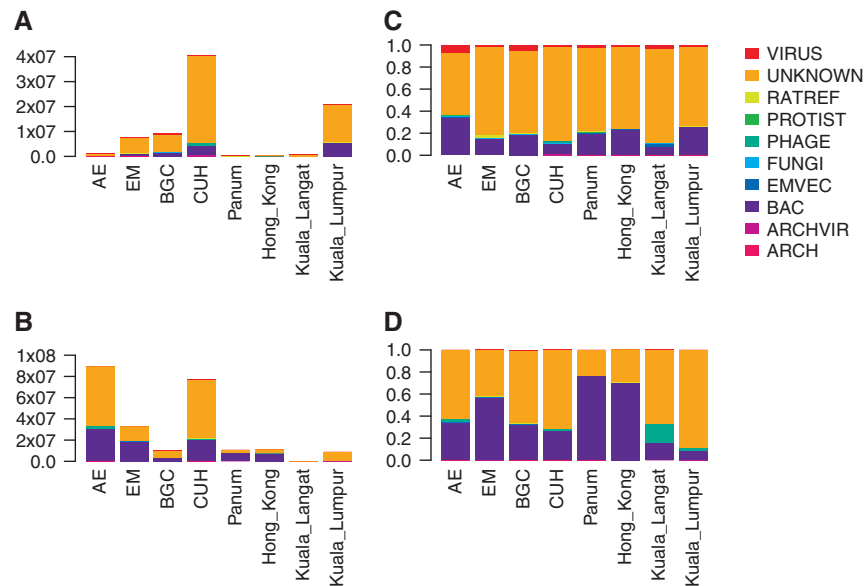 A
4x07
3x07
2x07
1x07
0.0
AE
EM
BGC
CUH
Panum
Hong_Kong
Kuala_Langat
Kuala_Lumpur
C
1.0
0.8
0.6
0.4
0.2
0.0
AE
EM
BGC
CUH
Panum
Hong_Kong
Kuala_Langat
Kuala_Lumpur
VIRUS
UNKNOWN
RATREF
PROTIST
PHAGE
FUNGI
EMVEC
BAC
ARCHVIR
ARCH
B
1x08
8x07
6x07
4x07
2x07
0.0
AE
EM
BGC
CUH
Panum
Hong_Kong
Kuala_Langat
Kuala_Lumpur
D
1.0
0.8
0.6
0.4
0.2
0.0
AE
EM
BGC
CUH
Panum
Hong_Kong
Kuala_Langat
Kuala_Lumpur